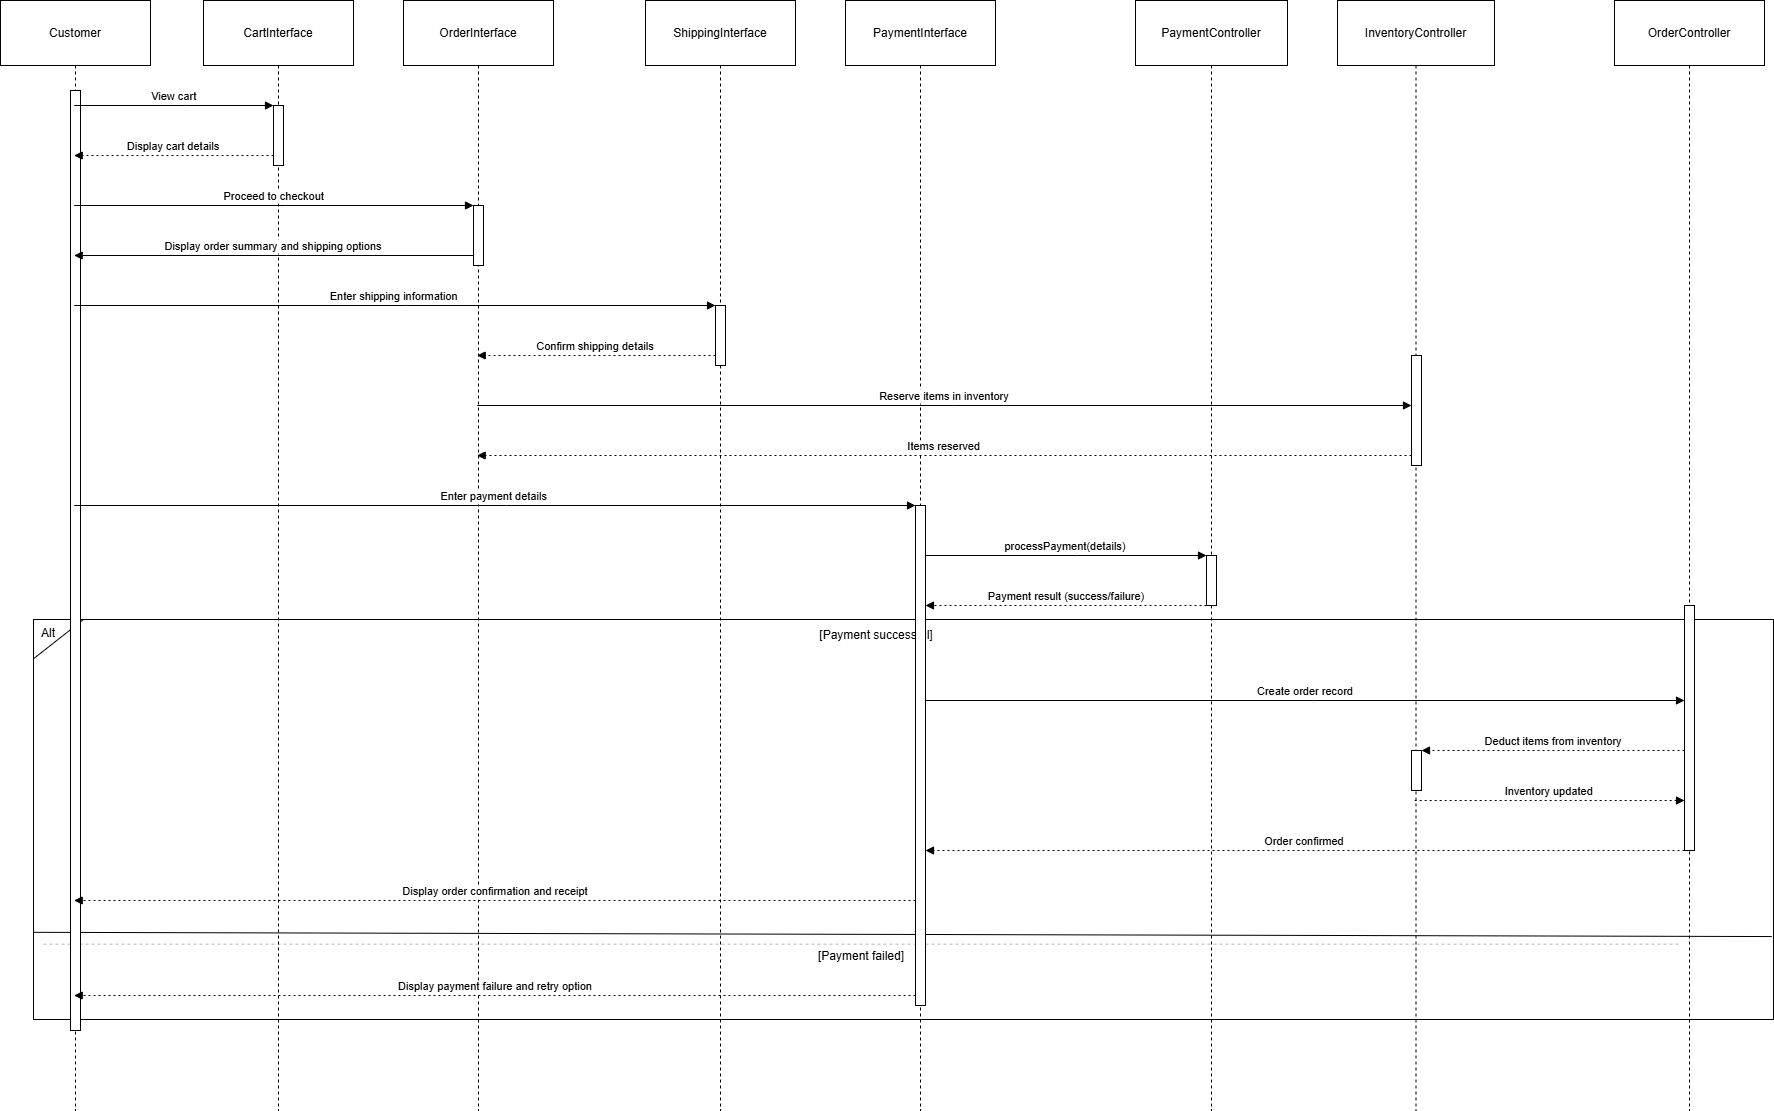 Customer
CartInterface
OrderInterface
ShippingInterface
PaymentInterface
PaymentController
InventoryController
OrderController
View cart
Display cart details
Proceed to checkout
Display order summary and shipping options
Enter shipping information
Confirm shipping details
Reserve items in inventory
Items reserved
Enter payment details
processPayment(details)
Payment result (success/failure)
Alt
[Payment successful]
Create order record
Deduct items from inventory
Inventory updated
Order confirmed
Display order confirmation and receipt
[Payment failed]
Display payment failure and retry option